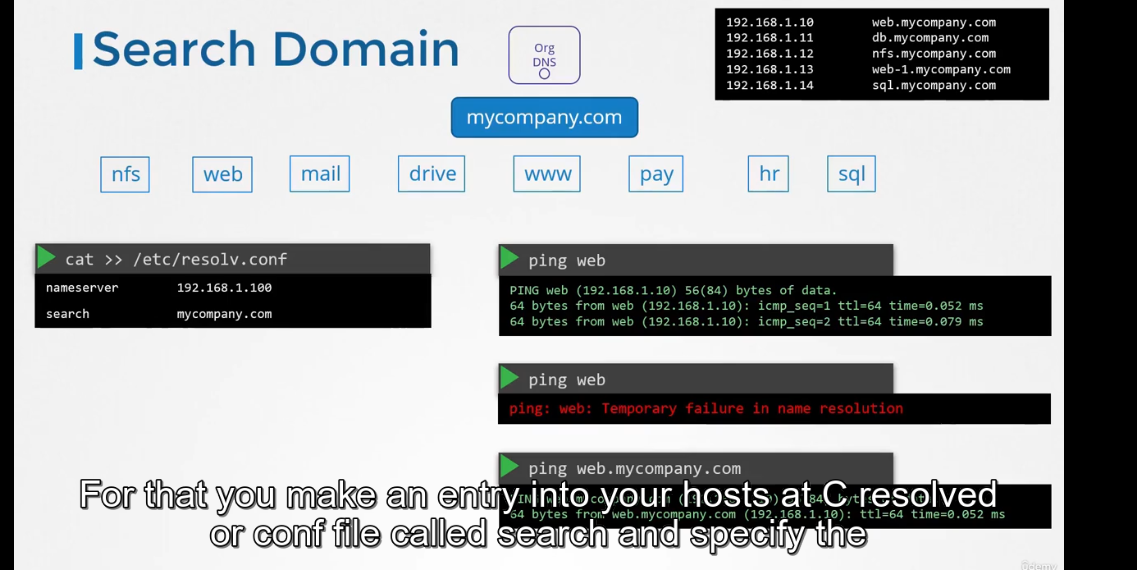 Search Domain
Org
DNS
mycompany.com
192.168.1.10 web.mycompany.com
192.168.1.11 db.mycompany.com
192.168.1.12 nfs.mycompany.com
192.168.1.13 web-1.mycompany.com
192.168.1.14 sql.mycompany.com
nfs web mail drive www pay hr sql
cat >> /etc/resolv.conf
nameserver 192.168.1.100
search mycompany.com
ping web
PING web (192.168.1.10) 56(84) bytes of data.
64 bytes from web (192.168.1.10): icmp_seq=1 ttl=64 time=0.052 ms
64 bytes from web (192.168.1.10): icmp_seq=2 ttl=64 time=0.079 ms
ping web
ping: web: Temporary failure in name resolution
ping web.mycompany.com
64 bytes from web.mycompany.com (192.168.1.10): ttl=64 time=0.052 ms
For that you make an entry into your hosts at C resolved
or conf file called search and specify the